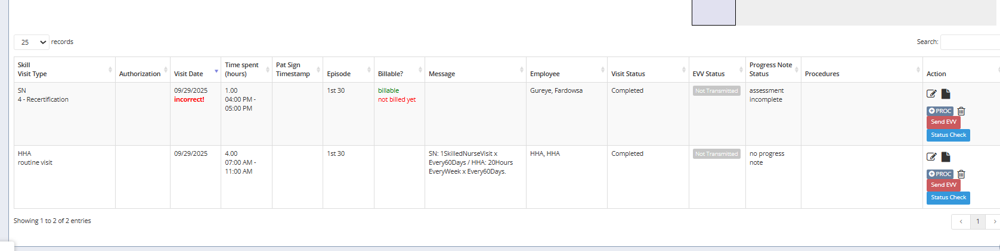 25 records
Search:
Skill
Visit Type
Authorization
Visit Date
Time spent
(hours)
Pat Sign
Timestamp
Episode
Billable?
Message
Employee
Visit Status
EVV Status
Progress Note
Status
Procedures
Action
SN
4 - Recertification
09/29/2025
incorrect!
1.00
04:00 PM -
05:00 PM
1st 30
billable
not billed yet
Gureye, Fardowsa
Completed
Not Transmitted
assessment
incomplete
PROC
Send EVV
Status Check
HHA
routine visit
09/29/2025
4.00
07:00 AM -
11:00 AM
1st 30
SN: 1SkilledNurseVisit x
Every60Days / HHA: 20Hours
EveryWeek x Every60Days.
HHA, HHA
Completed
Not Transmitted
no progress
note
PROC
Send EVV
Status Check
Showing 1 to 2 of 2 entries
‹ 1 ›